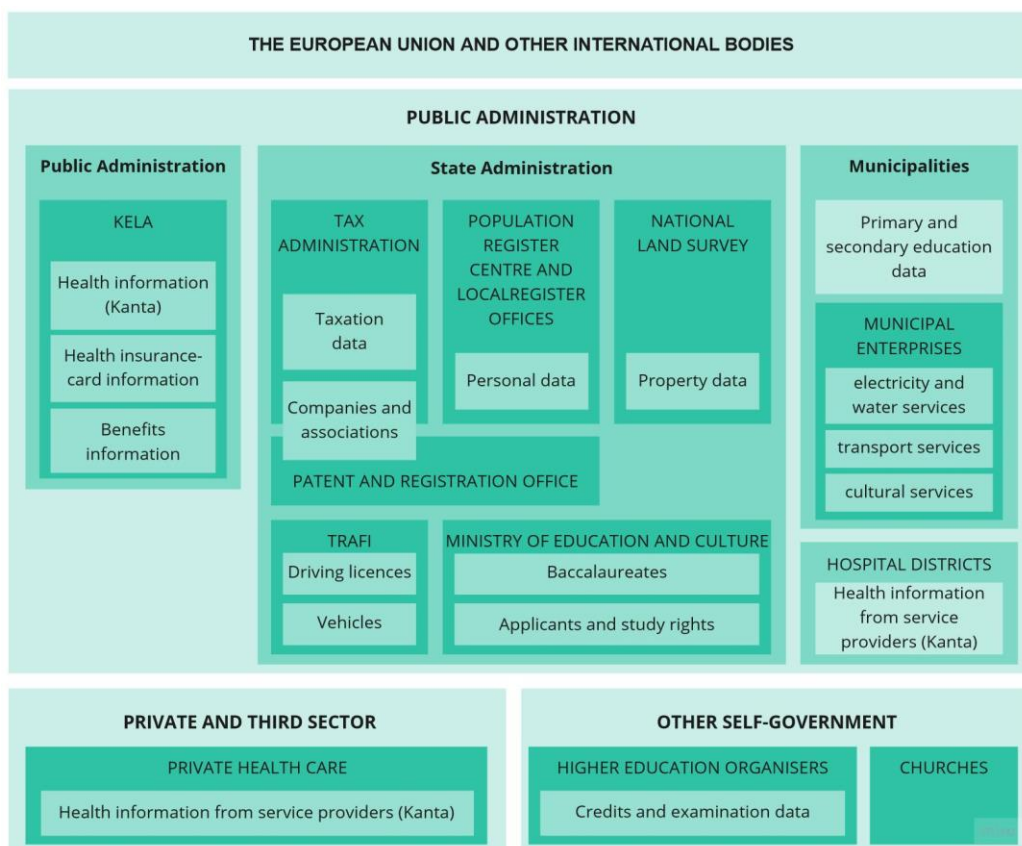 THE EUROPEAN UNION AND OTHER INTERNATIONAL BODIES
PUBLIC ADMINISTRATION
Public Administration
KELA
Health information
(Kanta)
Health insurance-
card information
Benefits
information
State Administration
TAX
ADMINISTRATION
Taxation
data
Companies and
associations
POPULATION
REGISTER
CENTRE AND
LOCALREGISTER
OFFICES
Personal data
NATIONAL
LAND SURVEY
Property data
PATENT AND REGISTRATION OFFICE
TRAFI
Driving licences
Vehicles
MINISTRY OF EDUCATION AND CULTURE
Baccalaureates
Applicants and study rights
Municipalities
Primary and
secondary education
data
MUNICIPAL
ENTERPRISES
electricity and
water services
transport services
cultural services
HOSPITAL DISTRICTS
Health information
from service
providers (Kanta)
PRIVATE AND THIRD SECTOR
PRIVATE HEALTH CARE
Health information from service providers (Kanta)
OTHER SELF-GOVERNMENT
HIGHER EDUCATION ORGANISERS
Credits and examination data
CHURCHES